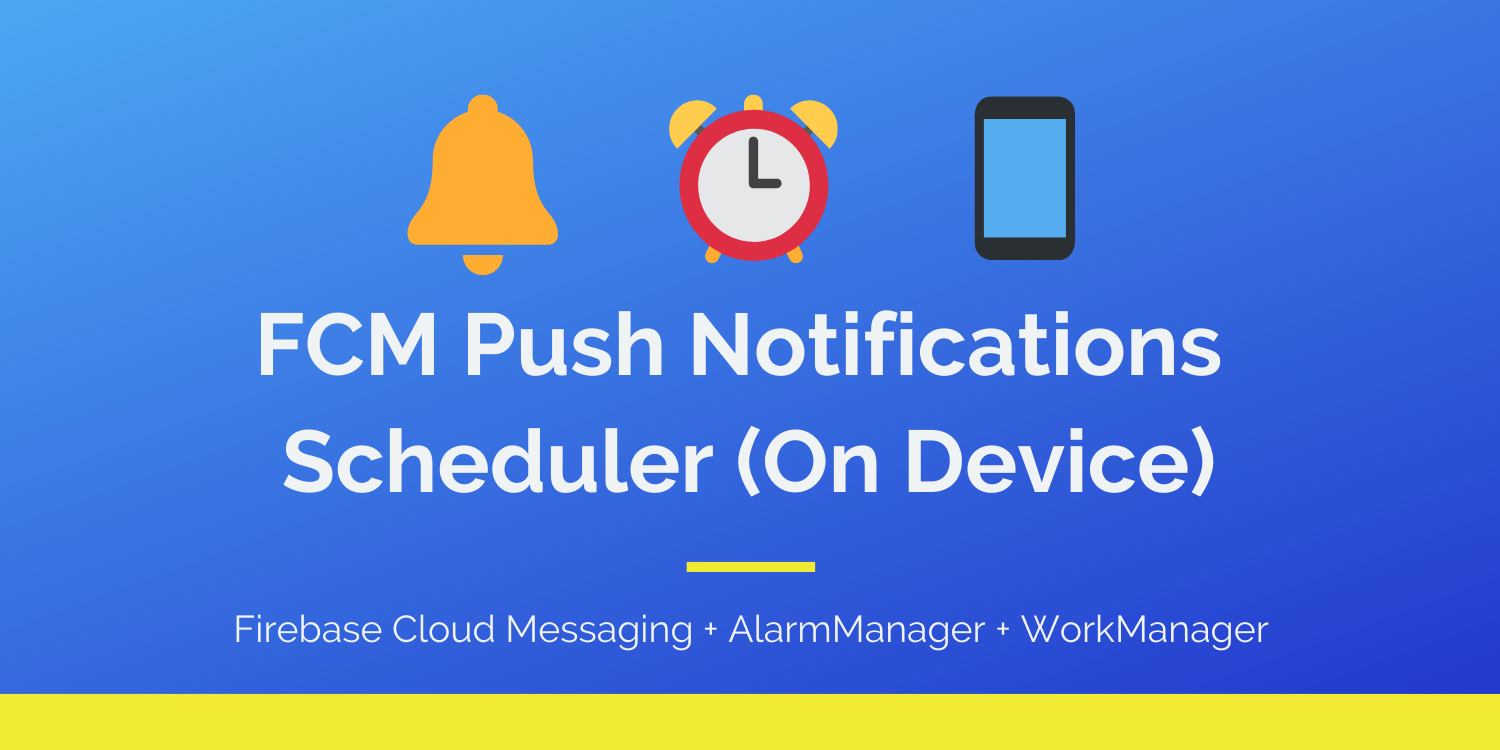 FCM Push Notifications
Scheduler (On Device)
Firebase Cloud Messaging + AlarmManager + WorkManager